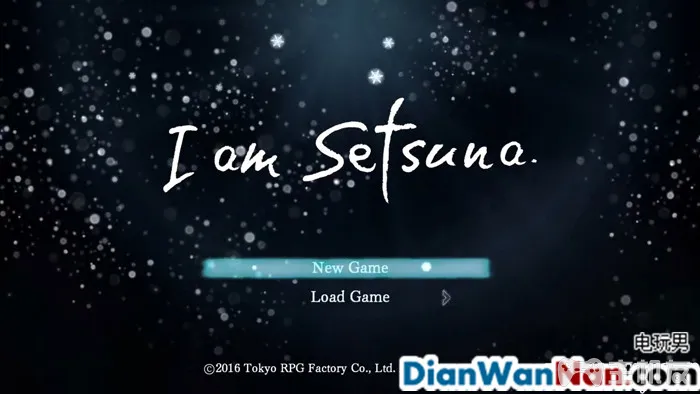 I am Setsuna.
New Game
Load Game
©2016 Tokyo RPG Factory Co., Ltd.
电玩男
DianWanNan.com